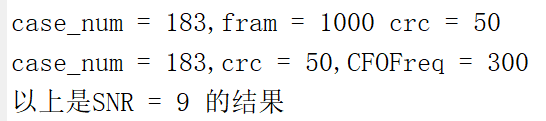 case_num = 183,fram = 1000 crc = 50
case_num = 183,crc = 50,CFOFreq = 300
以上是SNR = 9 的结果